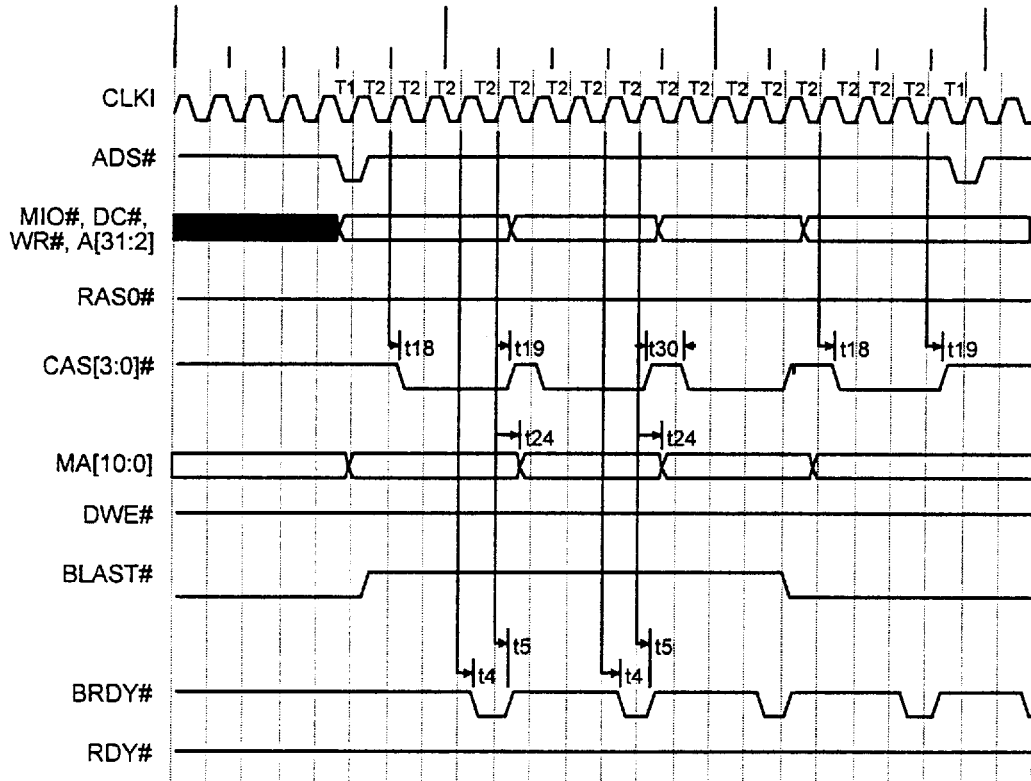 T1 T2 T2 T2 T2 T2 T2 T2 T2 T2 T2 T2 T2 T2 T2 T2 T2 T1
CLKI
ADS#
MIO#, DC#,
WR#, A[31:2]
RAS0#
t18 t19 t30 t18 t19
CAS[3:0]#
t24 t24
MA[10:0]
DWE#
BLAST#
t5 t5
t4 t4
BRDY#
RDY#